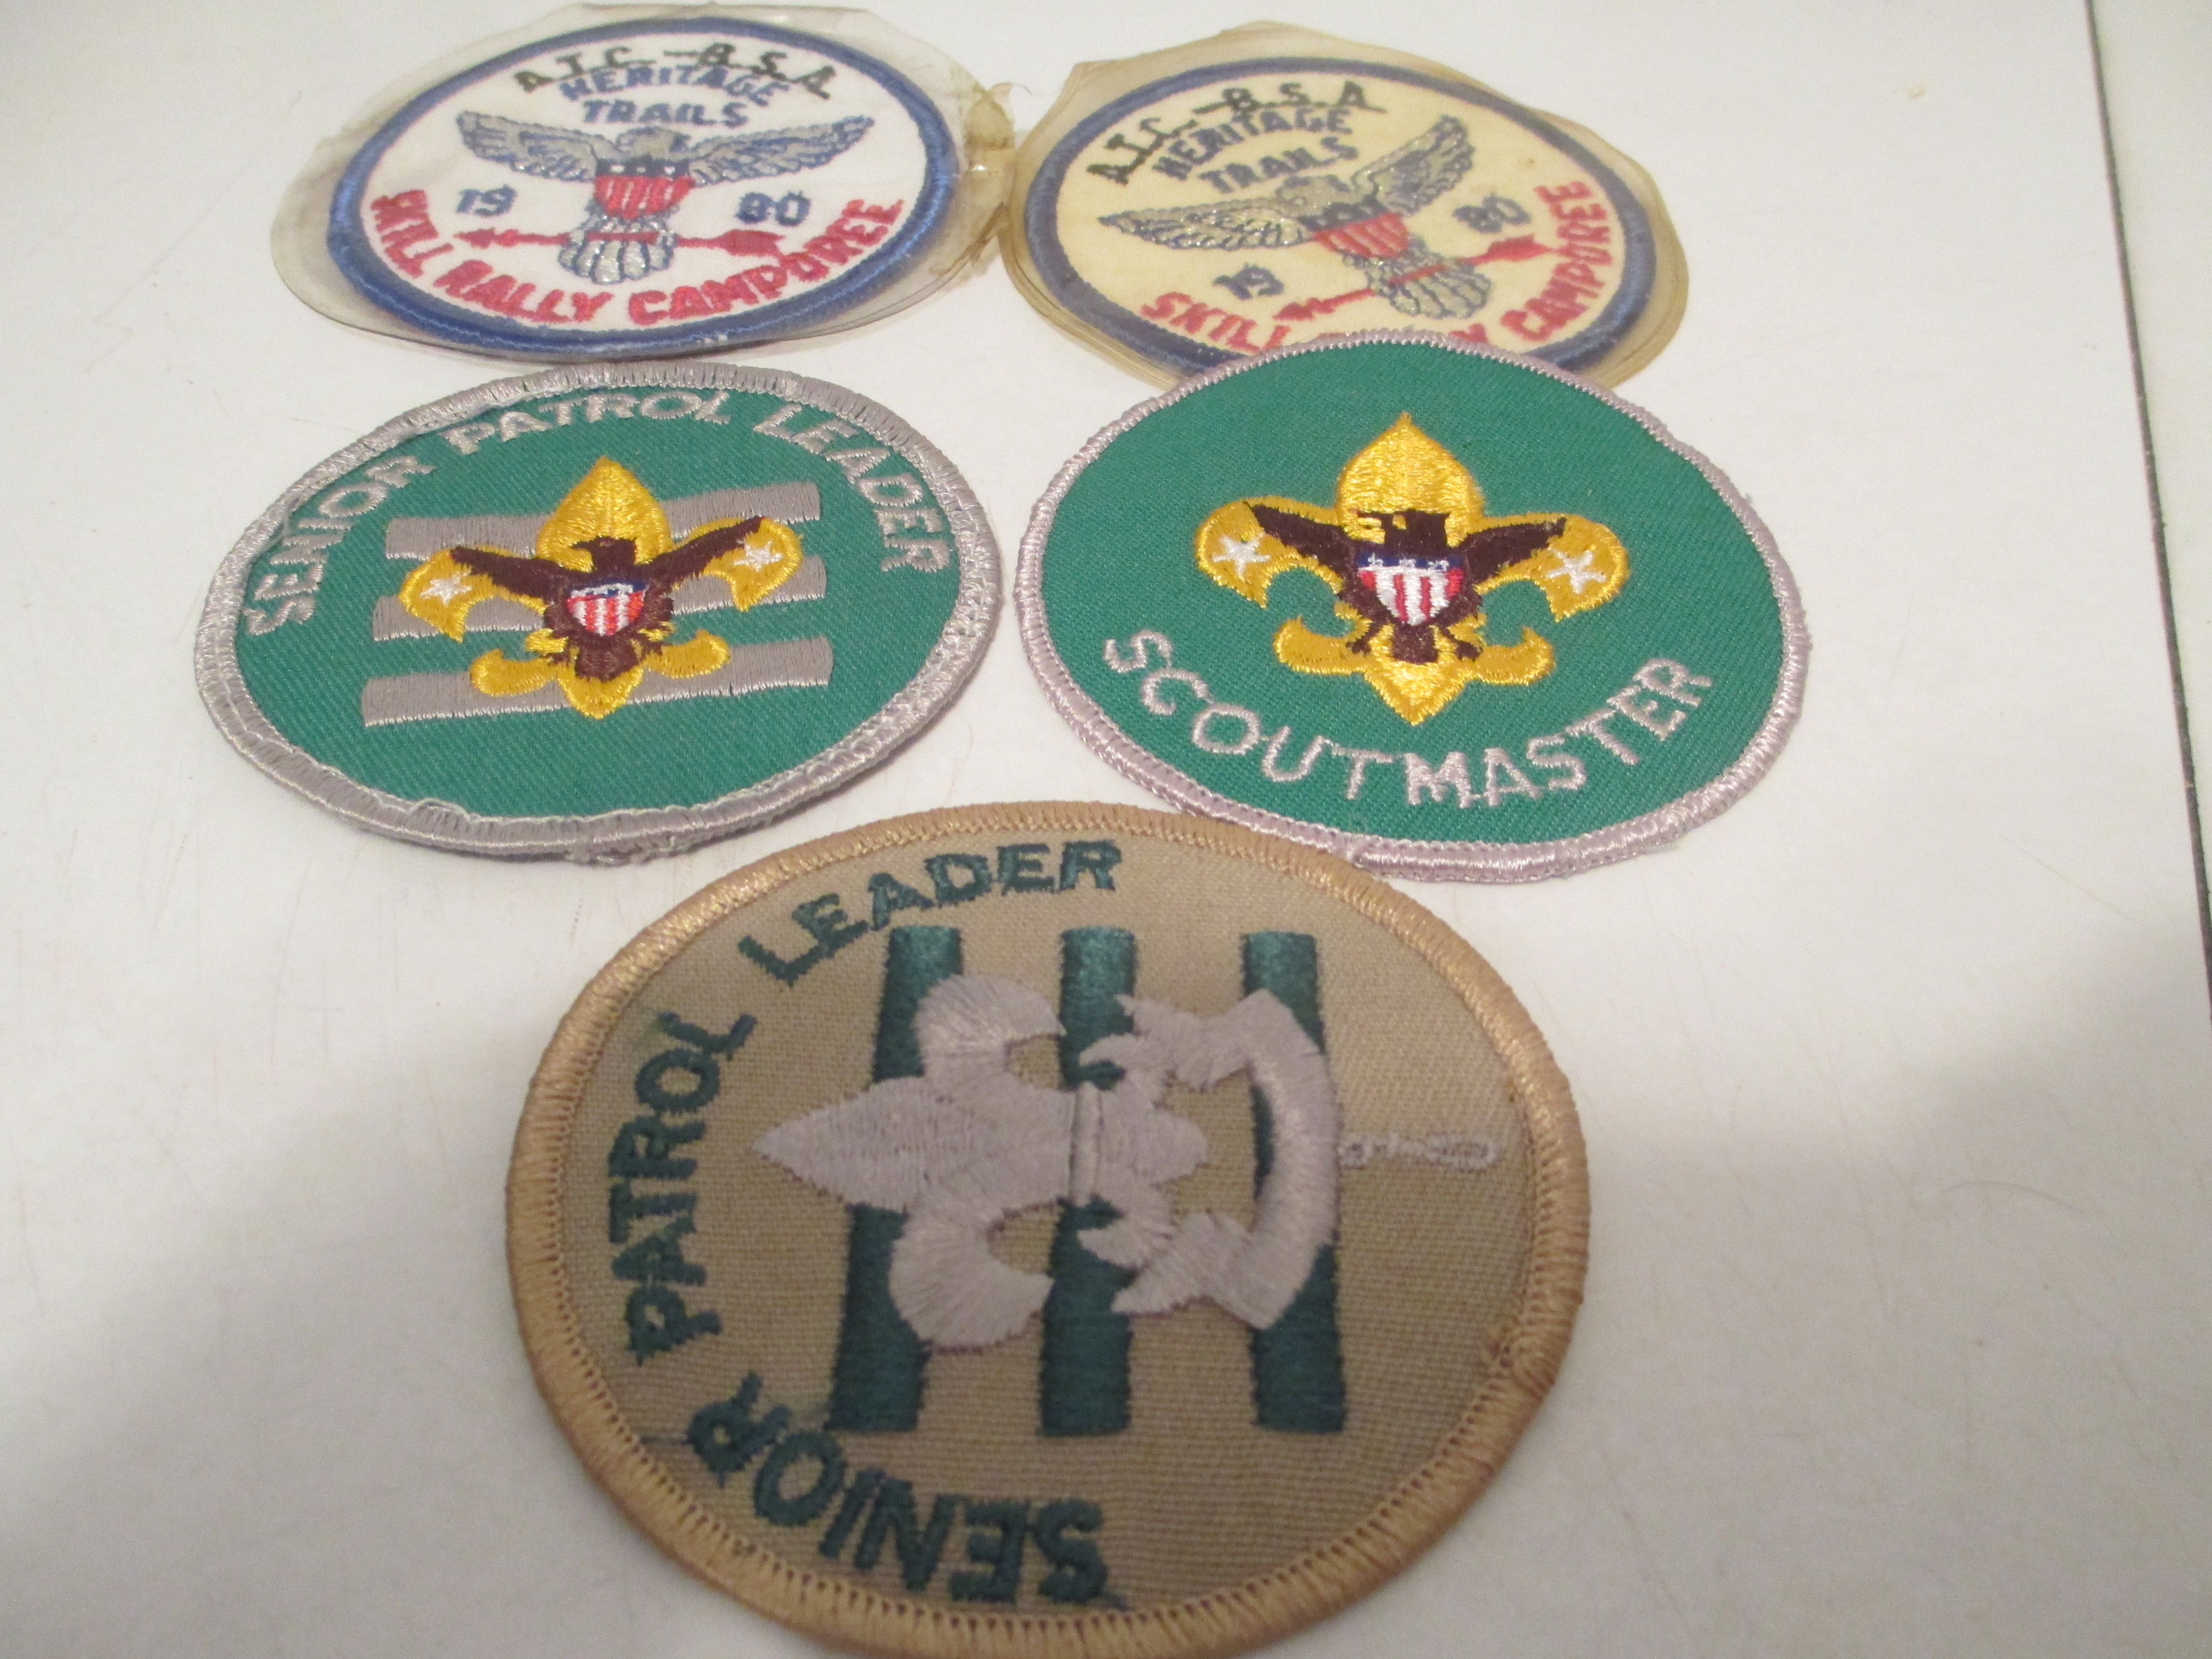 A.T.C. - B.S.A.
HERITAGE
TRAILS
19 80
SKILL RALLY CAMPOREE
A.T.C. - B.S.A.
HERITAGE
TRAILS
19 80
SKILL CAMPOREE
SENIOR PATROL LEADER
SCOUTMASTER
SENIOR PATROL LEADER